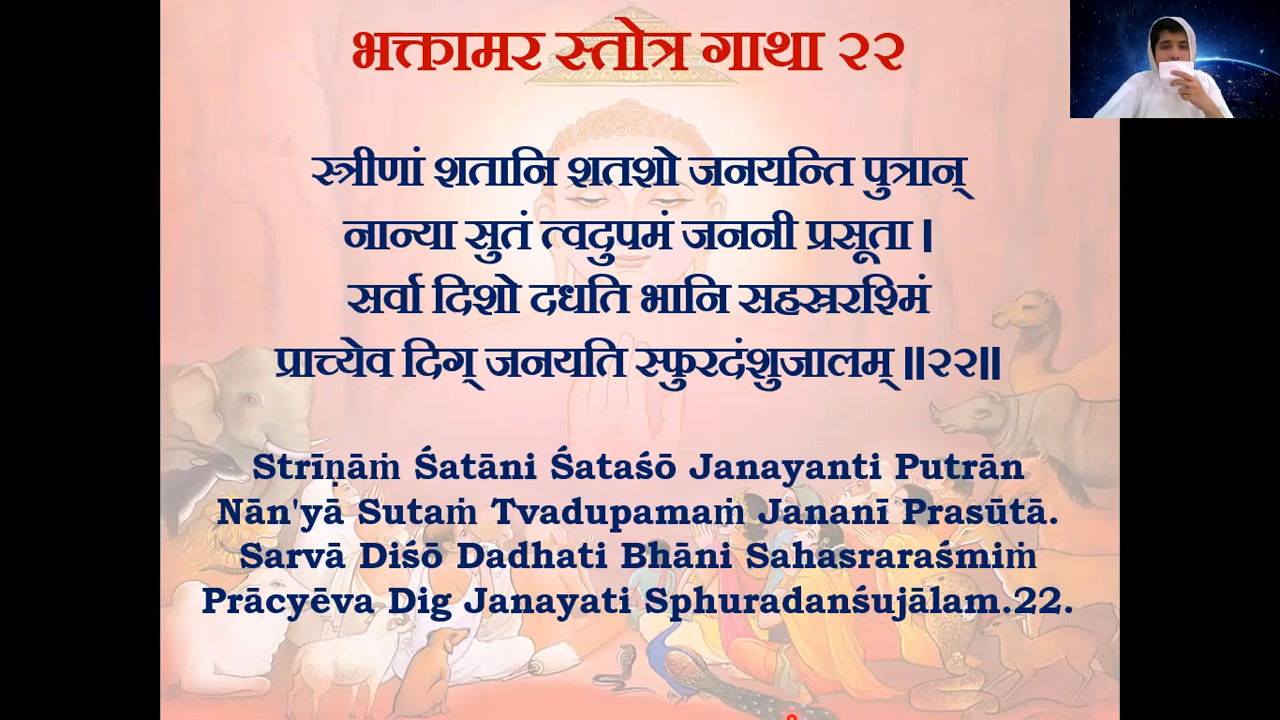 भक्तामर स्तोत्र गाथा २२
स्त्रीणां शतानि शतशो जनयन्ति पुत्रान्
नान्या सुतं त्वदुपमं जननी प्रसूता ।
सर्वा दिशो दधति भानि सहस्ररश्मिं
प्राच्येव दिग् जनयति स्फुरदंशुजालम् ॥२२॥
Strīṇāṁ Śatāni Śataśō Janayanti Putrān
Nān'yā Sutaṁ Tvadupamaṁ Jananī Prasūtā.
Sarvā Diśō Dadhati Bhāni Sahasraraśmiṁ
Prācyēva Dig Janayati Sphuradanśujālam.22.